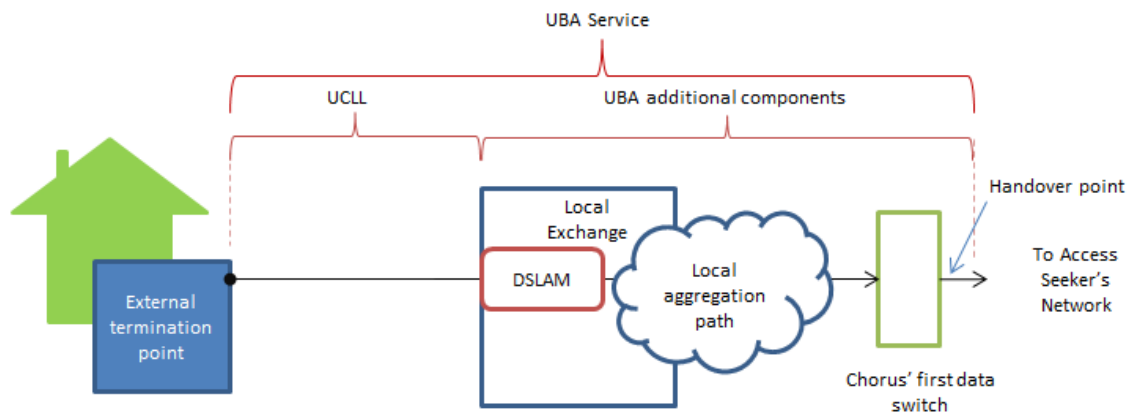 UBA Service
UCLL
UBA additional components
Handover point
Local
Exchange
To Access
Seeker's
Network
DSLAM
Local
aggregation
path
External
termination
point
Chorus' first data
switch